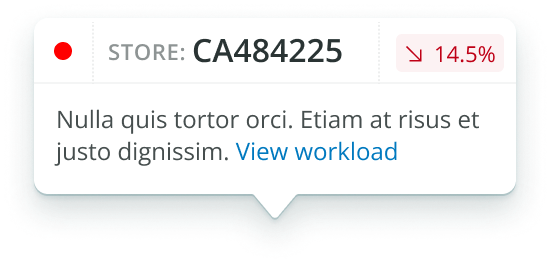 STORE: CA484225 14.5%
Nulla quis tortor orci. Etiam at risus et
justo dignissim. View workload